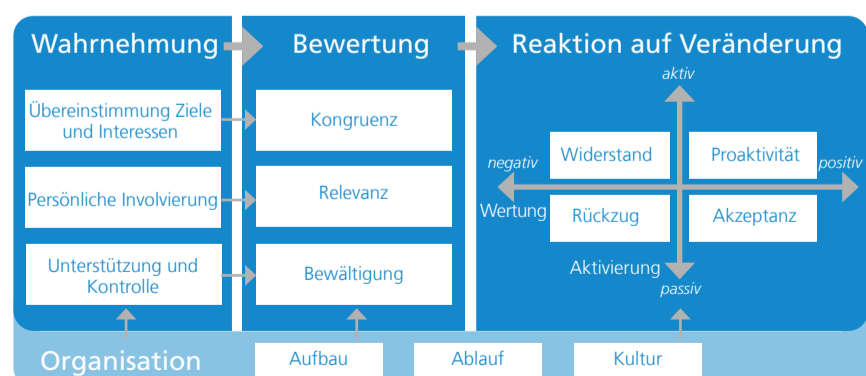 Wahrnehmung
Bewertung
Reaktion auf Veränderung
Übereinstimmung Ziele
und Interessen
Kongruenz
Persönliche Involvierung
Relevanz
Unterstützung und
Kontrolle
Bewältigung
aktiv
negativ
Widerstand
Proaktivität
positiv
Wertung
Rückzug
Akzeptanz
Aktivierung
passiv
Organisation
Aufbau
Ablauf
Kultur